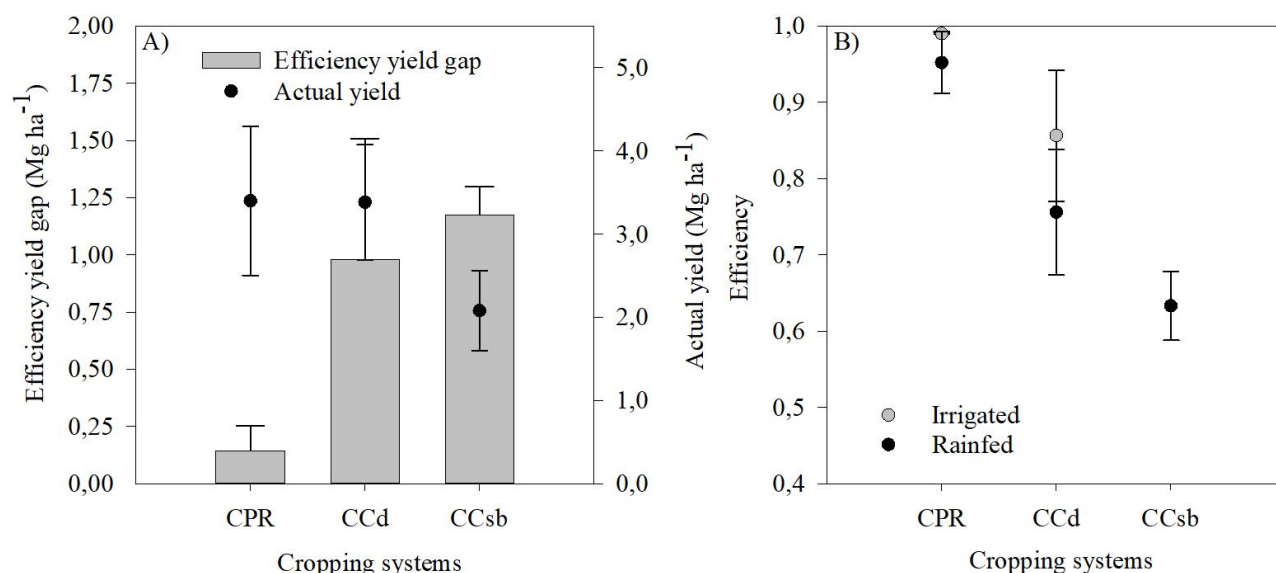 A)
Efficiency yield gap
Actual yield
Efficiency yield gap (Mg ha⁻¹)
2,00
1,75
1,50
1,25
1,00
0,75
0,50
0,25
0,00
5,0
4,0
3,0
2,0
1,0
0,0
Actual yield (Mg ha⁻¹)
CPR CCd CCsb
Cropping systems
B)
Efficiency
1.0
0,9
0,8
0,7
0,6
0,5
0,4
Irrigated
Rainfed
CPR CCd CCsb
Cropping systems